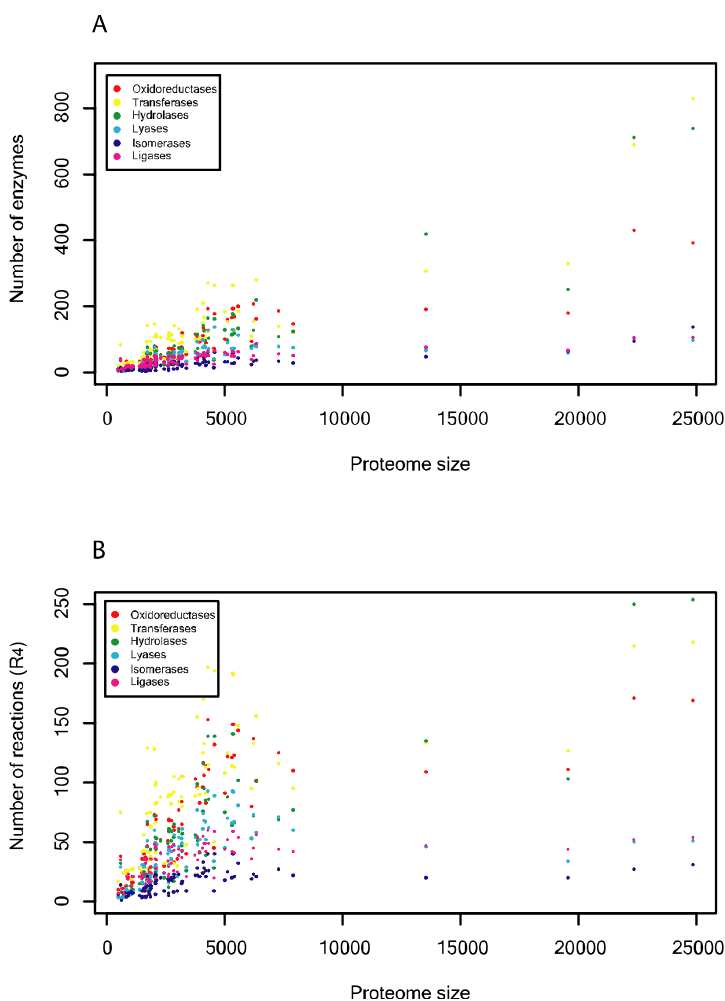 A
Number of enzymes
800
600
400
200
0
Oxidoreductases
Transferases
Hydrolases
Lyases
Isomerases
Ligases
0 5000 10000 15000 20000 25000
Proteome size
B
Number of reactions (R4)
250
200
150
100
50
0
Oxidoreductases
Transferases
Hydrolases
Lyases
Isomerases
Ligases
0 5000 10000 15000 20000 25000
Proteome size